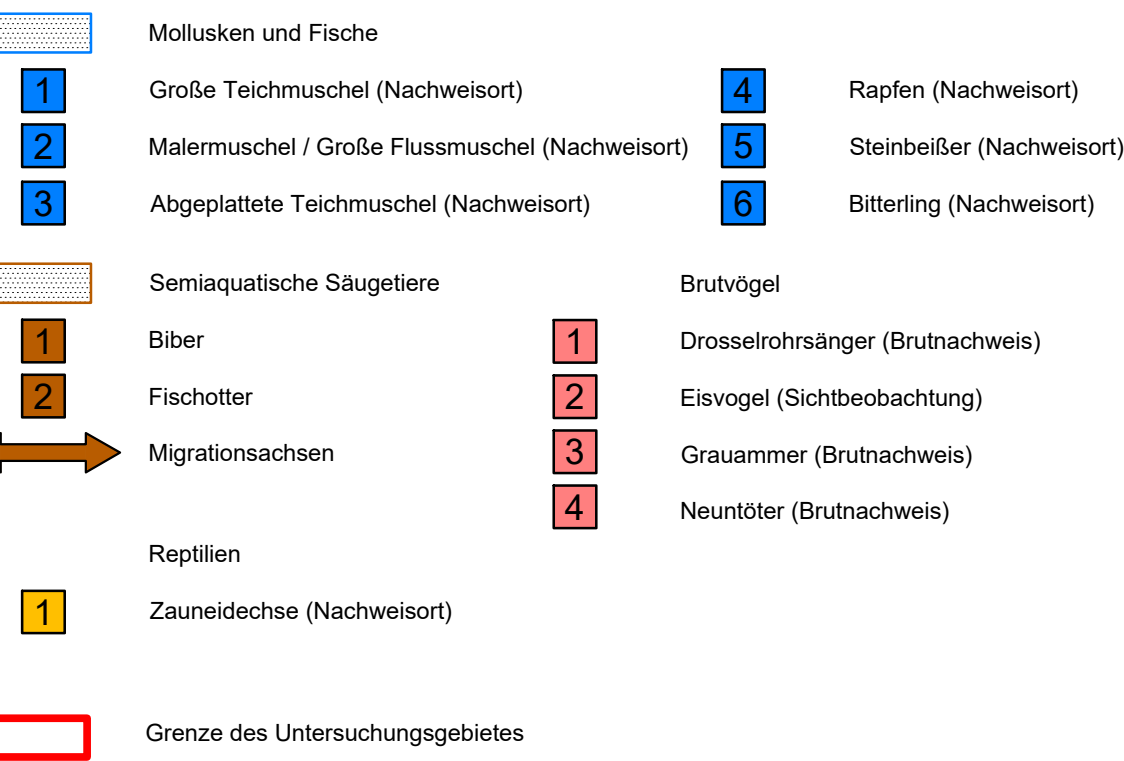 Mollusken und Fische
1 Große Teichmuschel (Nachweisort)
4 Rapfen (Nachweisort)
2 Malermuschel / Große Flussmuschel (Nachweisort)
5 Steinbeißer (Nachweisort)
3 Abgeplattete Teichmuschel (Nachweisort)
6 Bitterling (Nachweisort)
Semiaquatische Säugetiere
1 Biber
2 Fischotter
Migrationsachsen
Brutvögel
1 Drosselrohrsänger (Brutnachweis)
2 Eisvogel (Sichtbeobachtung)
3 Grauammer (Brutnachweis)
4 Neuntöter (Brutnachweis)
Reptilien
1 Zauneidechse (Nachweisort)
Grenze des Untersuchungsgebietes